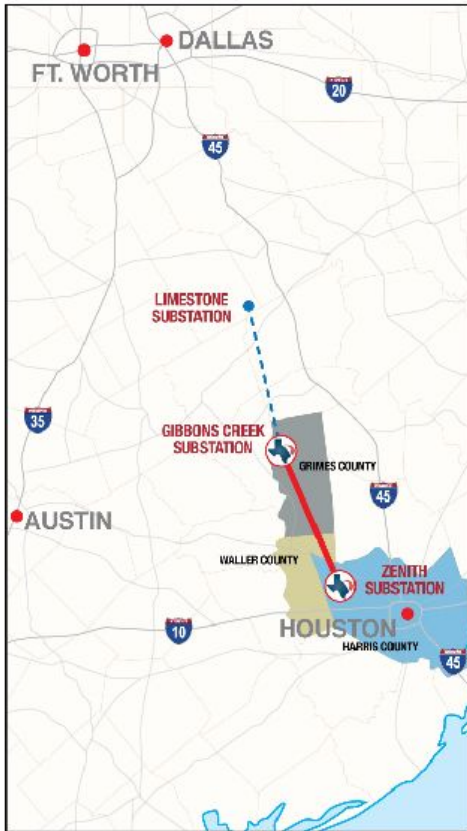 DALLAS
FT. WORTH
20
45
LIMESTONE
SUBSTATION
35
GIBBONS CREEK
SUBSTATION
GRIMES COUNTY
45
AUSTIN
WALLER COUNTY
ZENITH
SUBSTATION
10
HOUSTON
HARRIS COUNTY
45